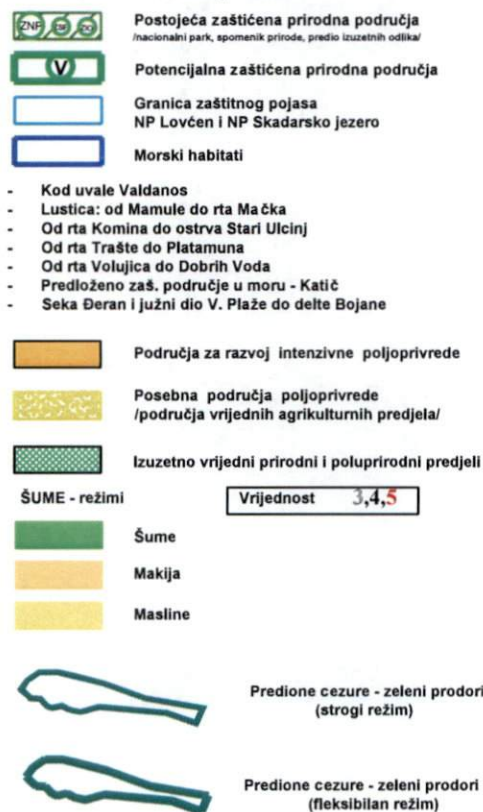 ZNP
Postojeća zaštićena prirodna područja
/nacionalni park, spomenik prirode, predio izuzetnih odlika/
V
Potencijalna zaštićena prirodna područja
Granica zaštitnog pojasa
NP Lovćen i NP Skadarsko jezero
Morski habitati
- Kod uvale Valdanos
- Lustica: od Mamule do rta Mačka
- Od rta Komina do ostrva Stari Ulcinj
- Od rta Trašte do Platamuna
- Od rta Volujica do Dobrih Voda
- Predloženo zaš. područje u moru - Katič
- Seka Đeran i južni dio V. Plaže do delte Bojane
Područja za razvoj intenzivne poljoprivrede
Posebna područja poljoprivrede
/područja vrijednih agrikulturnih predjela/
Izuzetno vrijedni prirodni i poluprirodni predjeli
ŠUME - režimi Vrijednost 3,4,5
Šume
Makija
Masline
Predione cezure - zeleni prodori
(strogi režim)
Predione cezure - zeleni prodori
(fleksibilan režim)